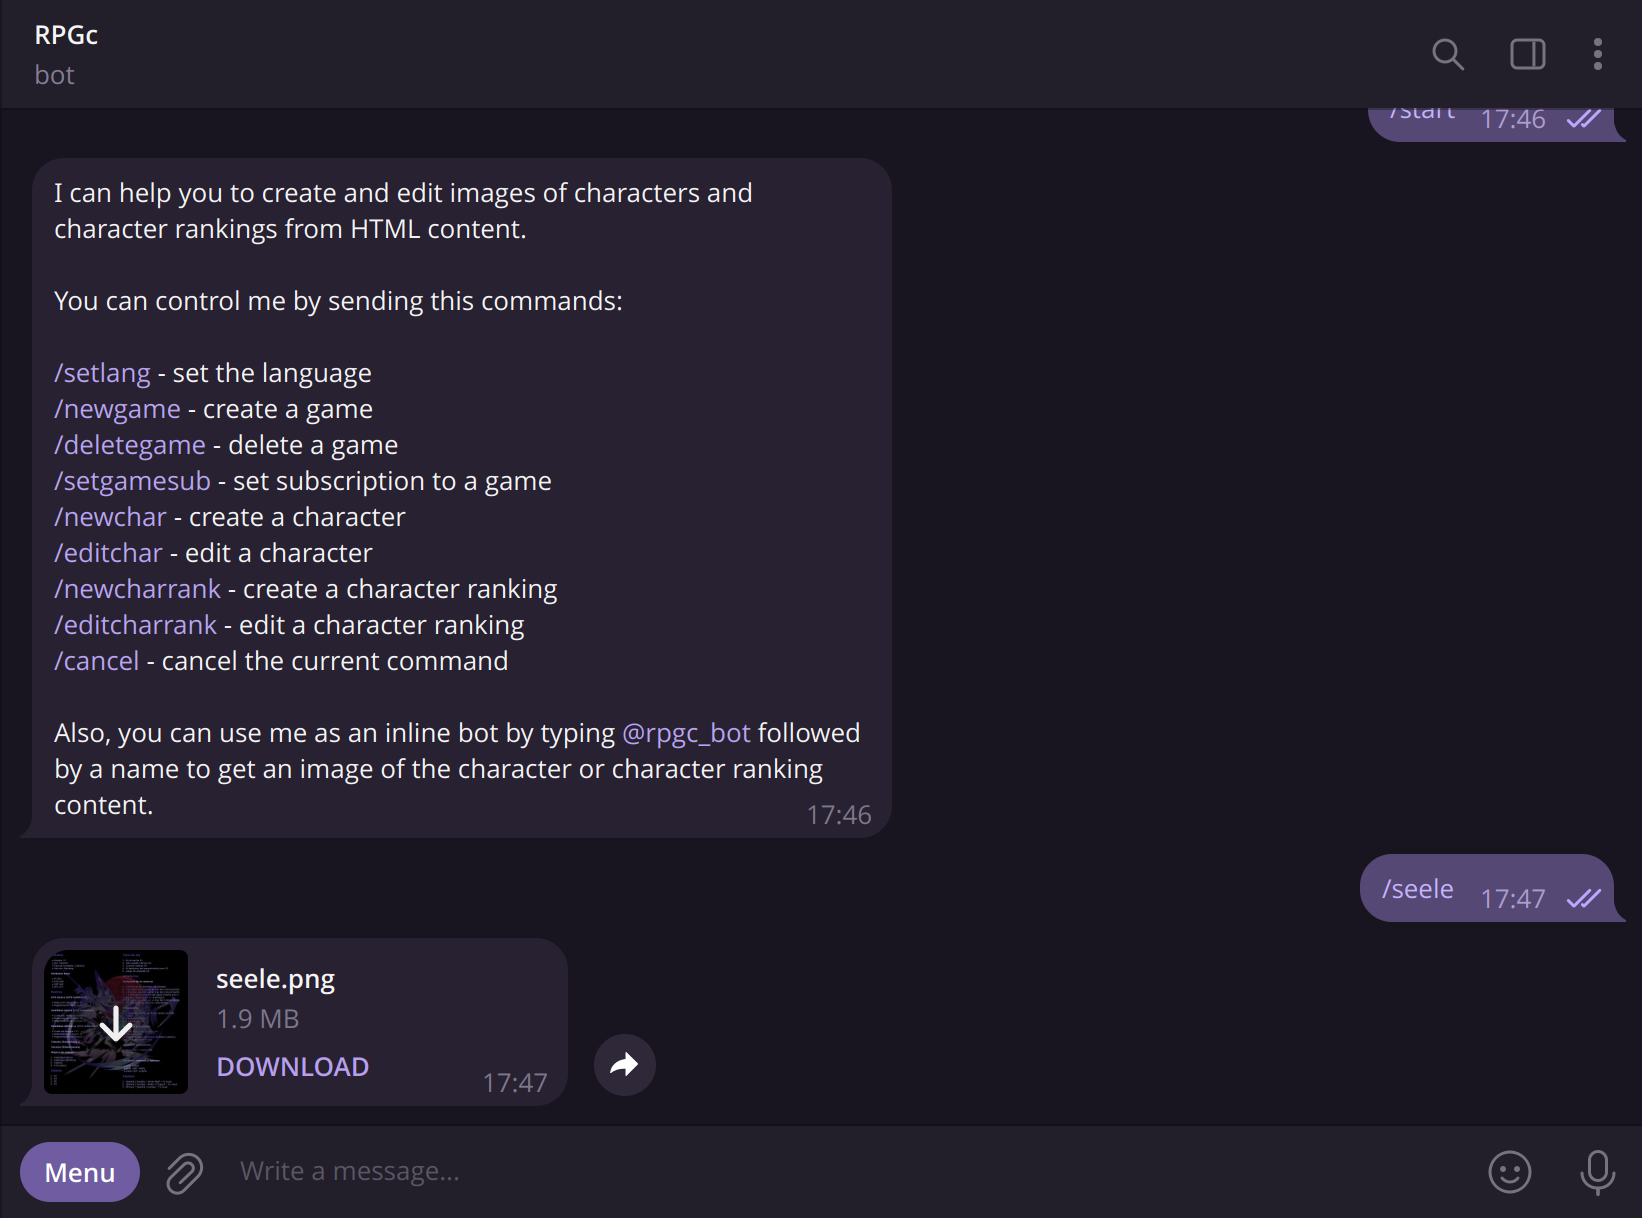 RPGc
bot
/start 17:46
I can help you to create and edit images of characters and
character rankings from HTML content.
You can control me by sending this commands:
/setlang - set the language
/newgame - create a game
/deletegame - delete a game
/setgamesub - set subscription to a game
/newchar - create a character
/editchar - edit a character
/newcharrank - create a character ranking
/editcharrank - edit a character ranking
/cancel - cancel the current command
Also, you can use me as an inline bot by typing @rpgc_bot followed
by a name to get an image of the character or character ranking
content.
17:46
/seele 17:47
seele.png
1.9 MB
DOWNLOAD
17:47
Menu
Write a message...